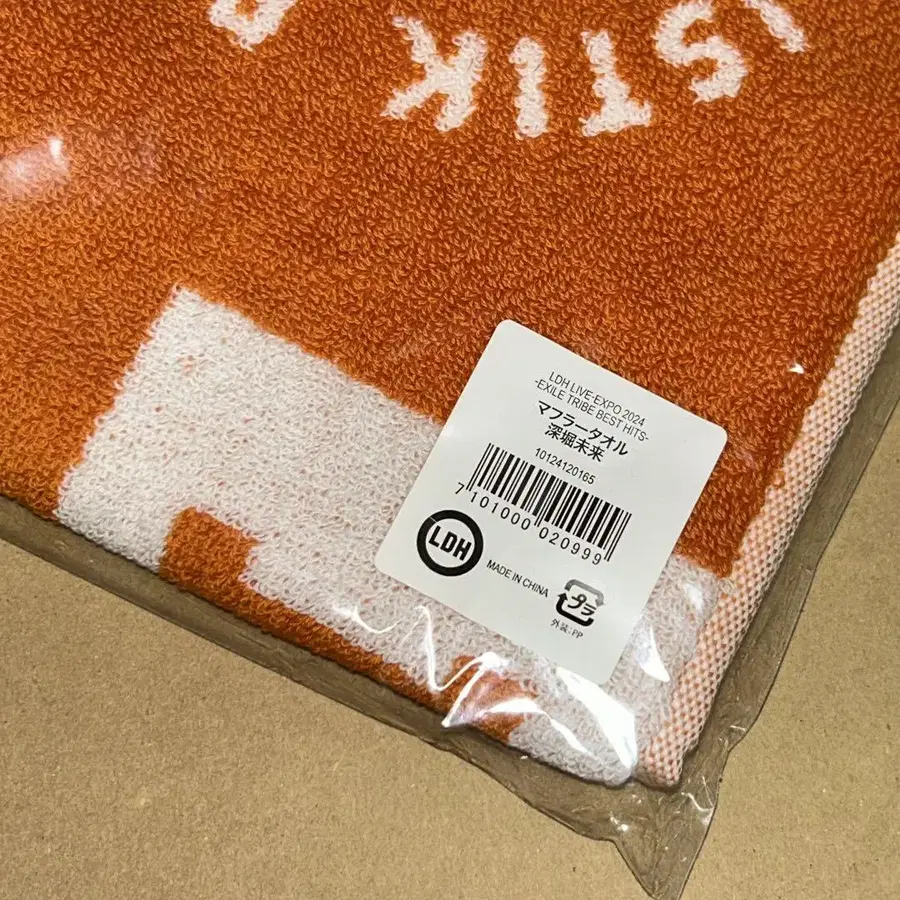 STIK
LDH LIVE-EXPO 2024
-EXILE TRIBE BEST HITS-
マフラータオル
深堀未来
10124120165
7 101000 020999
LDH
MADE IN CHINA
プラ
外装:PP